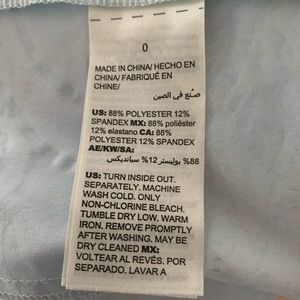 0
MADE IN CHINA/ HECHO EN
CHINA/ FABRIQUÉ EN
CHINE/
صنع في الصين
US: 88% POLYESTER 12%
SPANDEX MX: 88% poliéster
12% elastano CA: 88%
POLYESTER 12% SPANDEX
AE/KW/SA:
88% بوليستر 12% سباندیکس
US: TURN INSIDE OUT.
SEPARATELY. MACHINE
WASH COLD. ONLY
NON-CHLORINE BLEACH.
TUMBLE DRY LOW. WARM
IRON. REMOVE PROMPTLY
AFTER WASHING. MAY BE
DRY CLEANED MX:
VOLTEAR AL REVÉS. POR
SEPARADO. LAVAR A